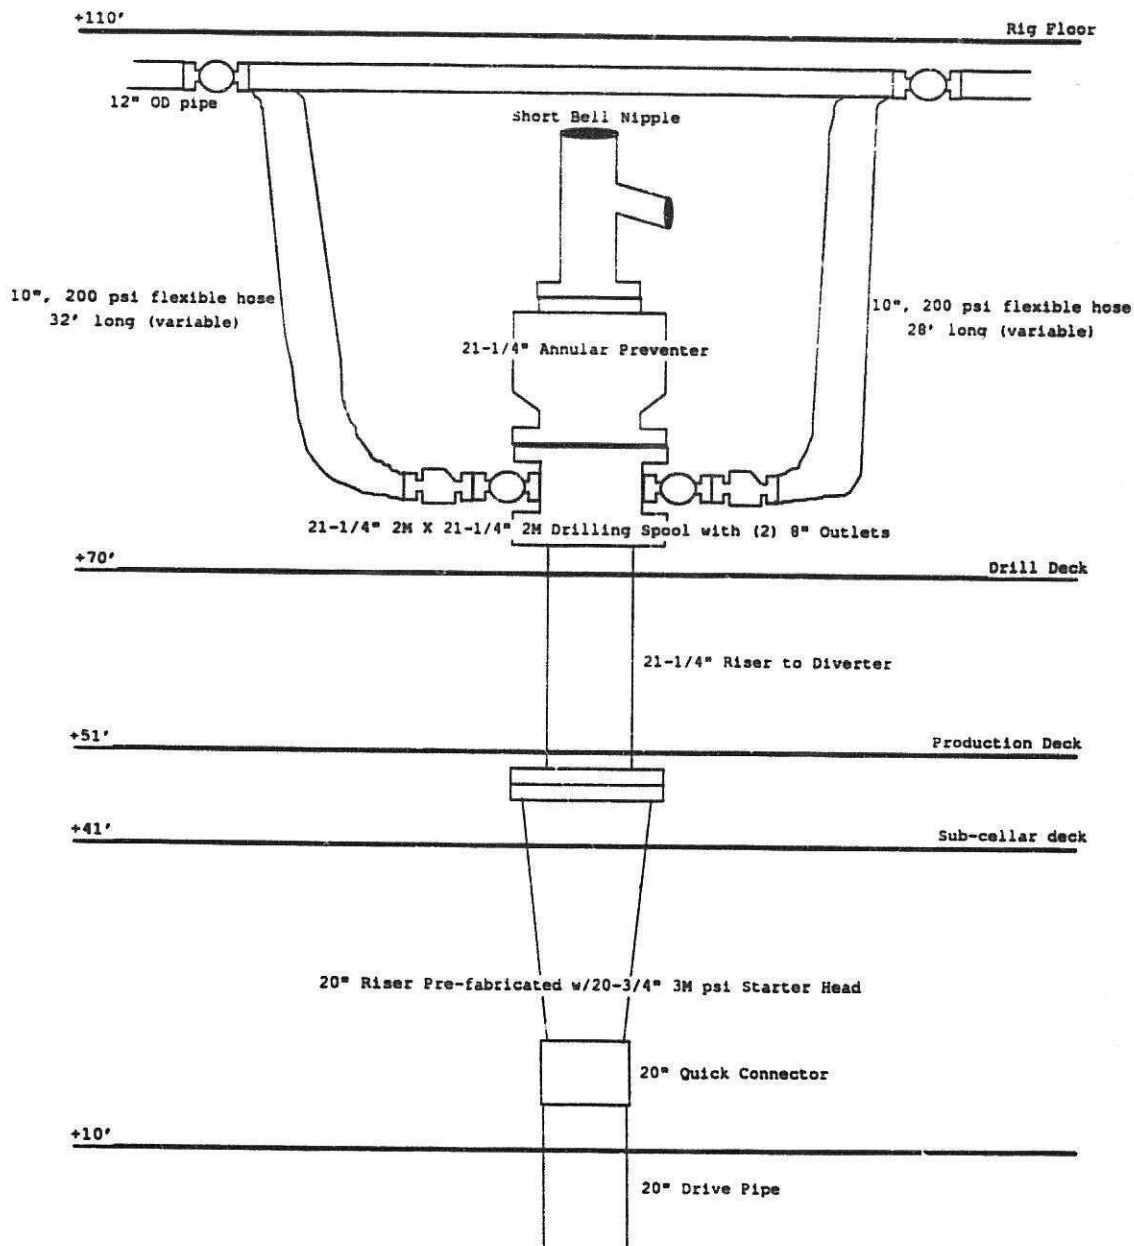 +110'
Rig Floor
12" OD pipe
Short Bell Nipple
10", 200 psi flexible hose
32' long (variable)
10", 200 psi flexible hose
28' long (variable)
21-1/4" Annular Preventer
21-1/4" 2M X 21-1/4" 2M Drilling Spool with (2) 8" Outlets
+70'
Drill Deck
21-1/4" Riser to Diverter
+51'
Production Deck
+41'
Sub-cellar deck
20" Riser Pre-fabricated w/20-3/4" 3M psi Starter Head
20" Quick Connector
+10'
20" Drive Pipe